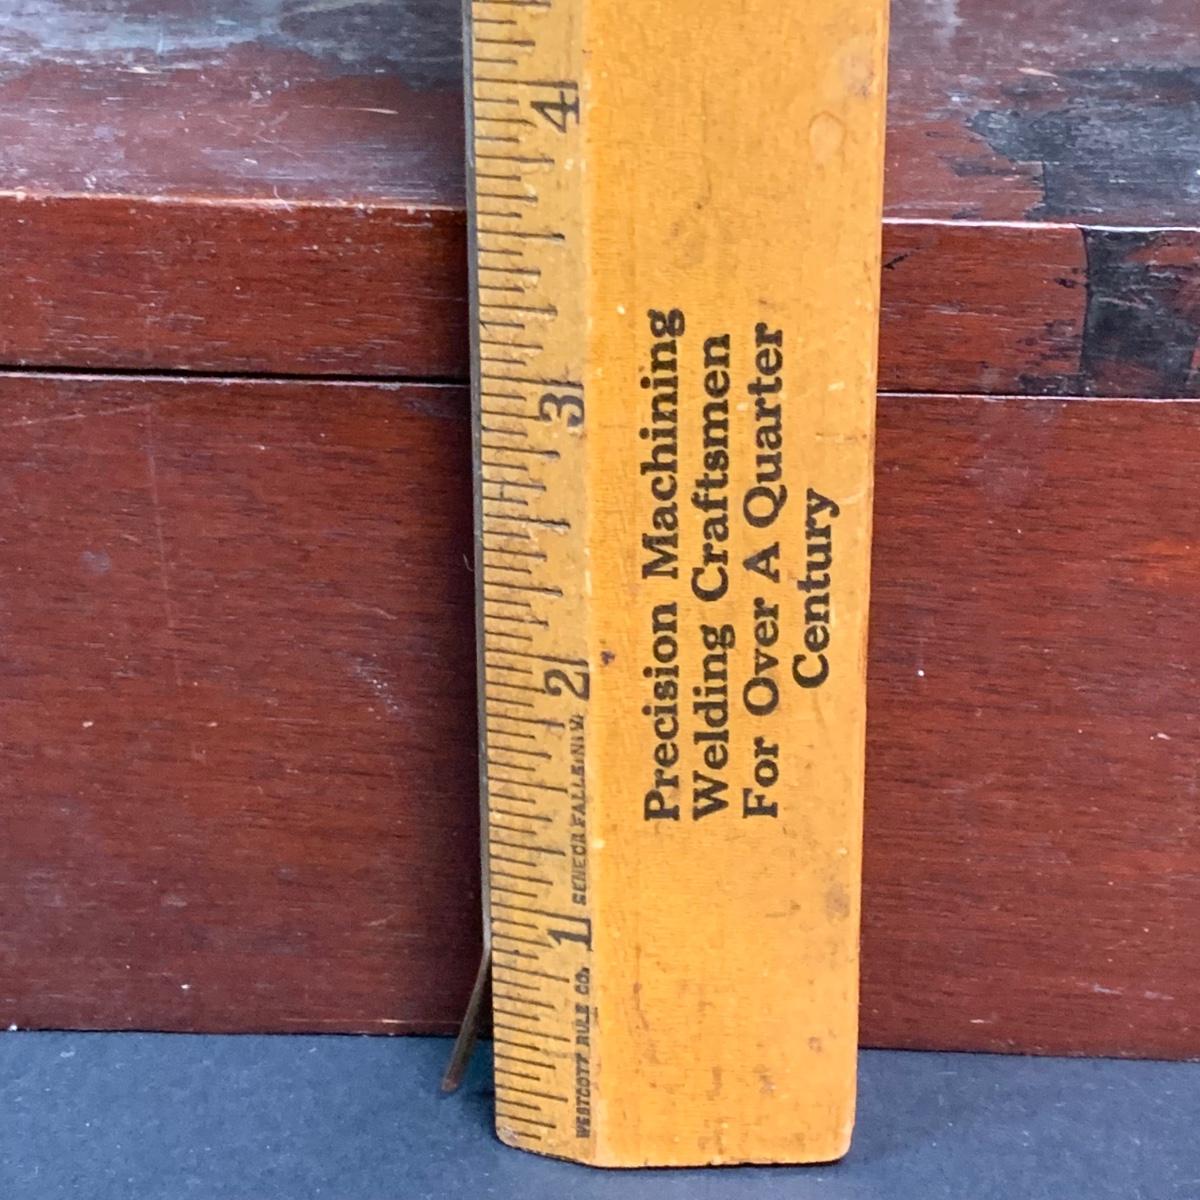 Precision Machining
Welding Craftsmen
For Over A Quarter
Century
WESTCOTT RULE CO.
SENECA FALLS, N.Y.
1
2
3
4